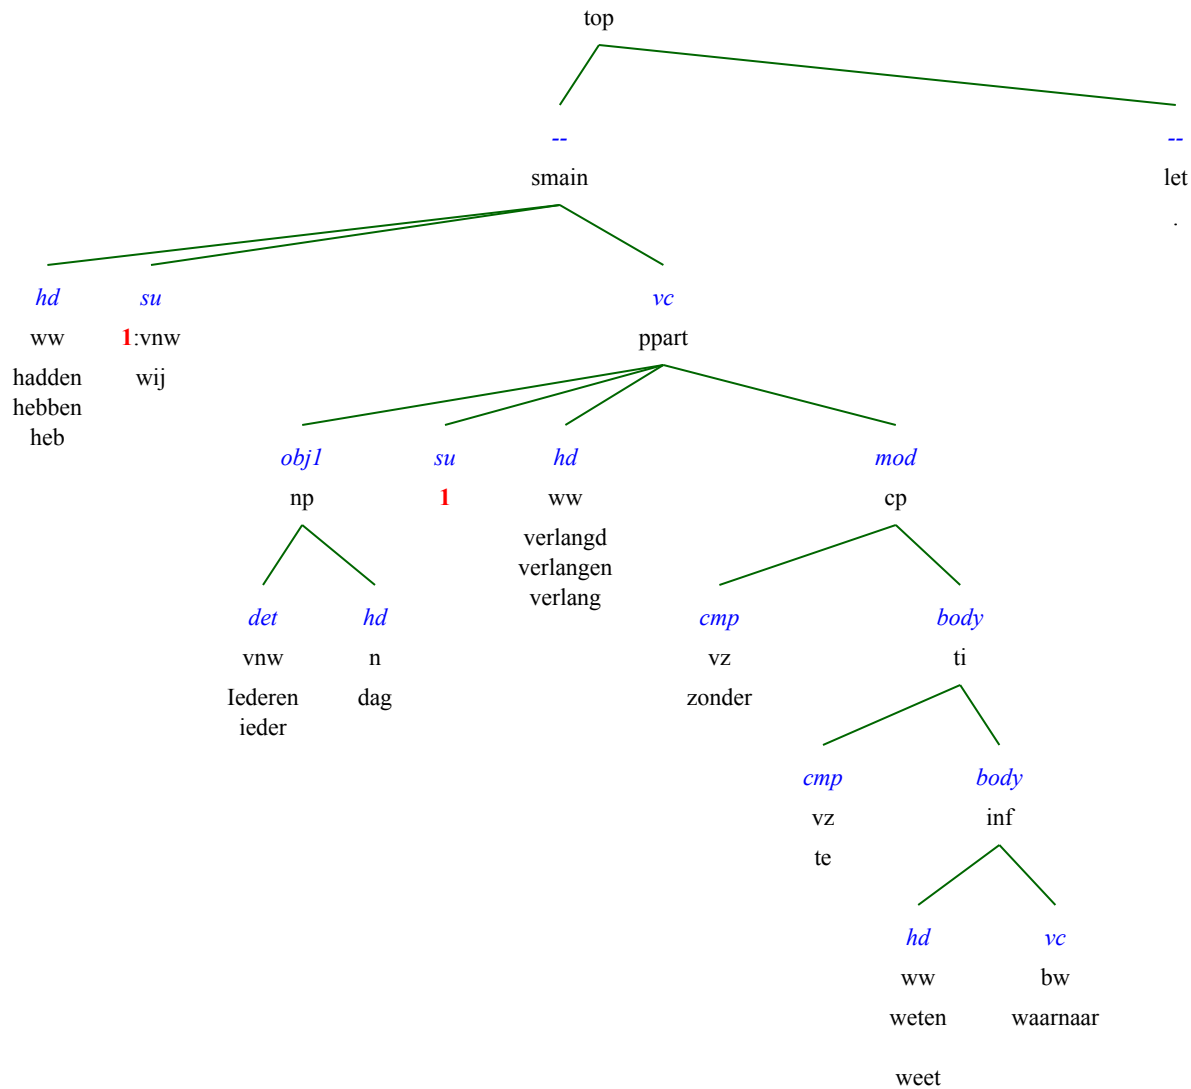 top
-- --
smain let
.
hd su vc
ww 1:vnw ppart
hadden wij
hebben
heb
obj1 su hd mod
np 1 ww cp
verlangd
verlangen
verlang
det hd cmp body
vnw n vz ti
Iederen dag zonder
ieder
cmp body
vz inf
te
hd vc
ww bw
weten waarnaar
weet